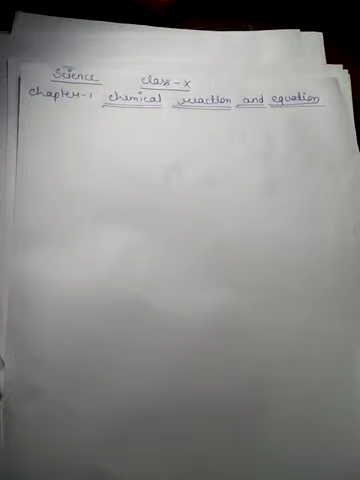 Science class-x
chapter-1 chemical reaction and equation